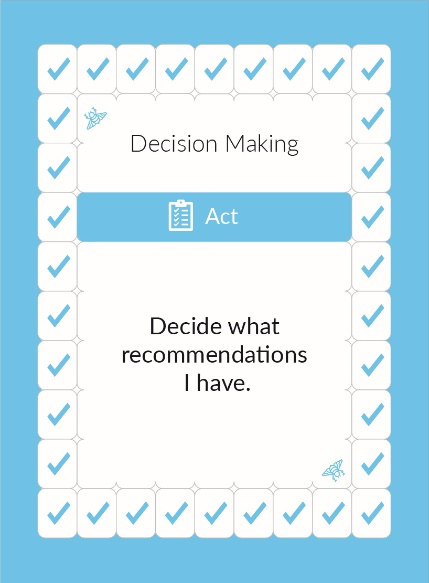 Decision Making
Act
Decide what
recommendations
I have.